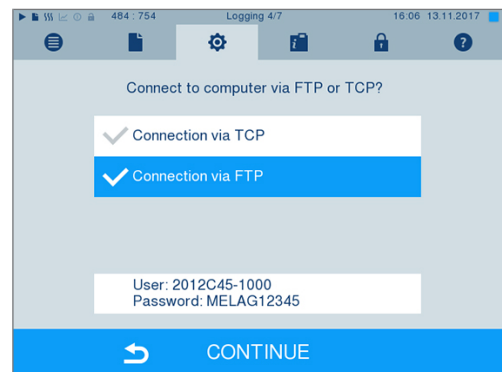 484 : 754 Logging 4/7 16:06 13.11.2017
Connect to computer via FTP or TCP?
Connection via TCP
Connection via FTP
User: 2012C45-1000
Password: MELAG12345
CONTINUE